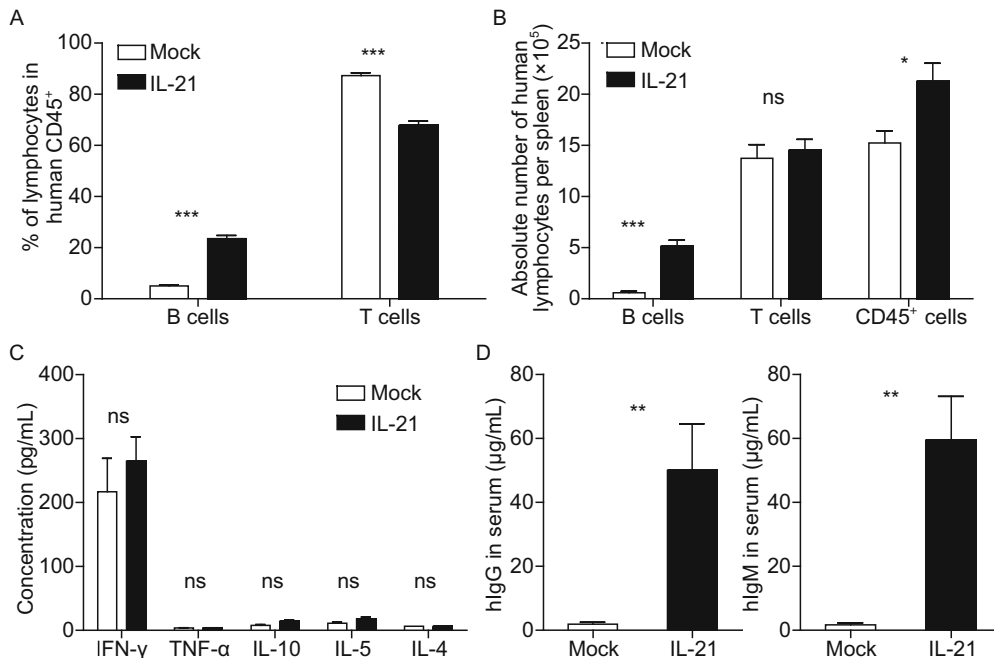 A
% of lymphocytes in
human CD45⁺
100
80
60
40
20
0
Mock
IL-21
***
***
B cells
T cells
B
Absolute number of human
lymphocytes per spleen (×10⁵)
25
20
15
10
5
0
Mock
IL-21
***
ns
*
B cells
T cells
CD45⁺ cells
C
Concentration (pg/mL)
400
300
200
100
0
Mock
IL-21
ns
ns
ns
ns
ns
IFN-γ
TNF-α
IL-10
IL-5
IL-4
D
hIgG in serum (μg/mL)
80
60
40
20
0
**
Mock
IL-21
hIgM in serum (μg/mL)
80
60
40
20
0
**
Mock
IL-21